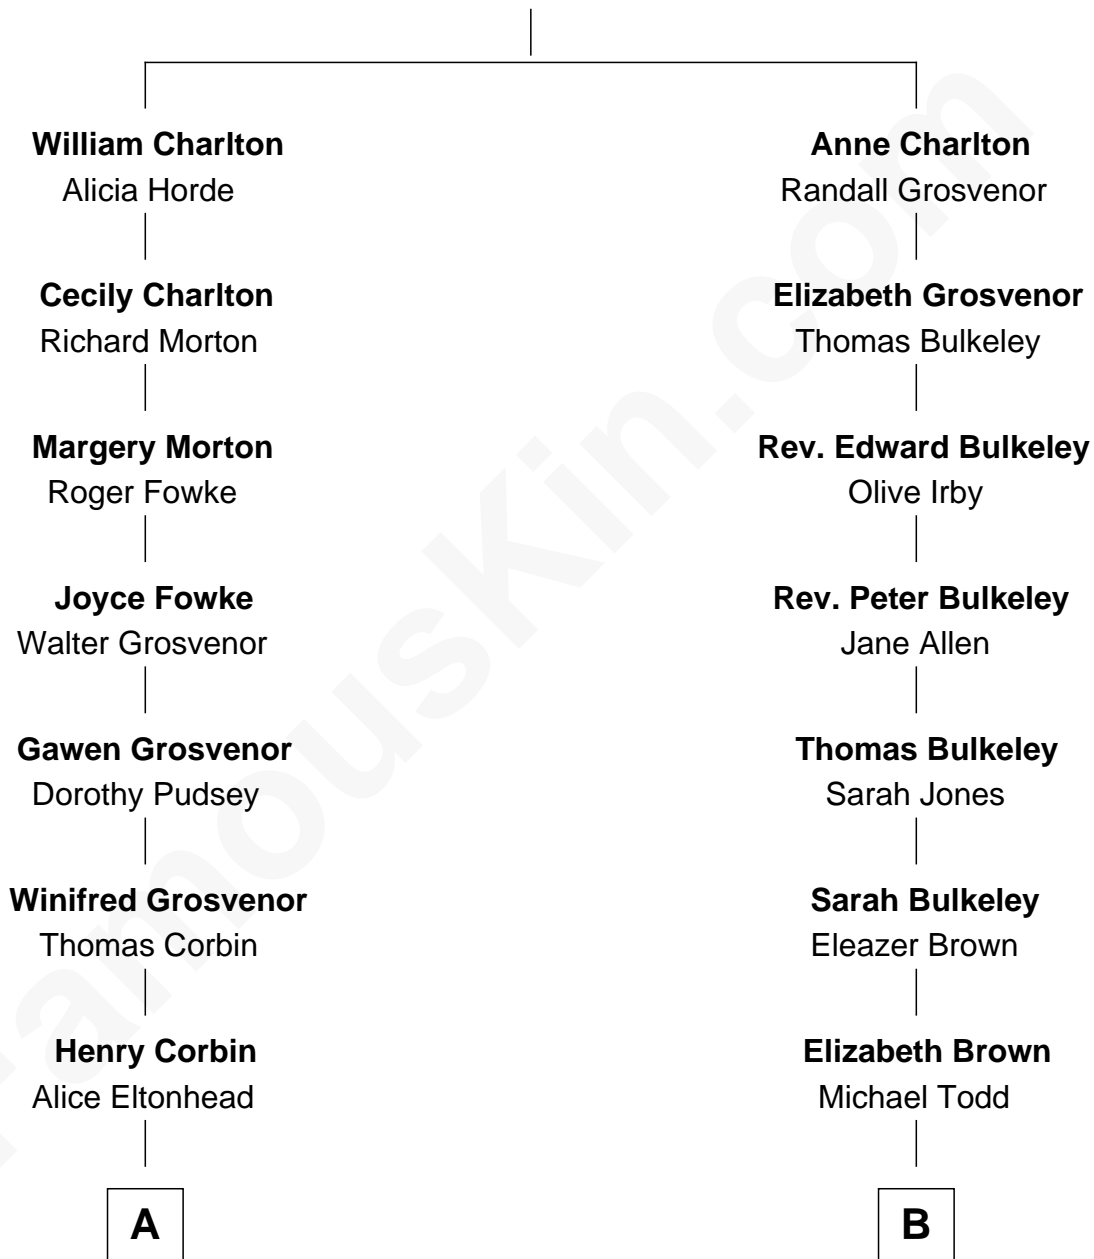 William Charlton
Alicia Horde
Cecily Charlton
Richard Morton
Margery Morton
Roger Fowke
Joyce Fowke
Walter Grosvenor
Gawen Grosvenor
Dorothy Pudsey
Winifred Grosvenor
Thomas Corbin
Henry Corbin
Alice Eltonhead
A
Anne Charlton
Randall Grosvenor
Elizabeth Grosvenor
Thomas Bulkeley
Rev. Edward Bulkeley
Olive Irby
Rev. Peter Bulkeley
Jane Allen
Thomas Bulkeley
Sarah Jones
Sarah Bulkeley
Eleazer Brown
Elizabeth Brown
Michael Todd
B
FamousKin.com